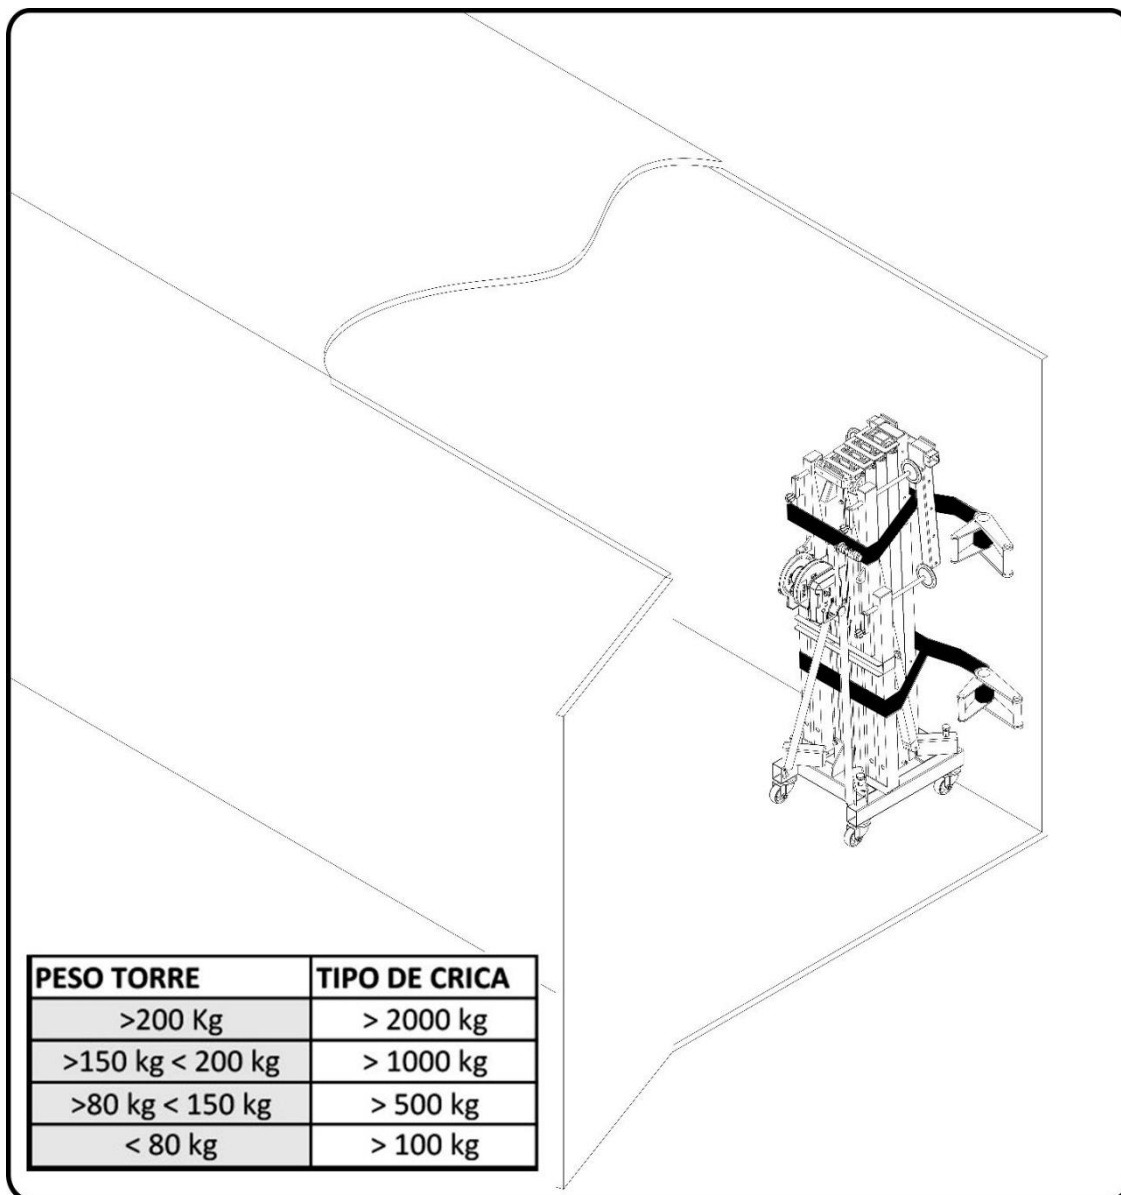 PESO TORRE TIPO DE CRICA
>200 Kg > 2000 kg
>150 kg < 200 kg > 1000 kg
>80 kg < 150 kg > 500 kg
< 80 kg > 100 kg